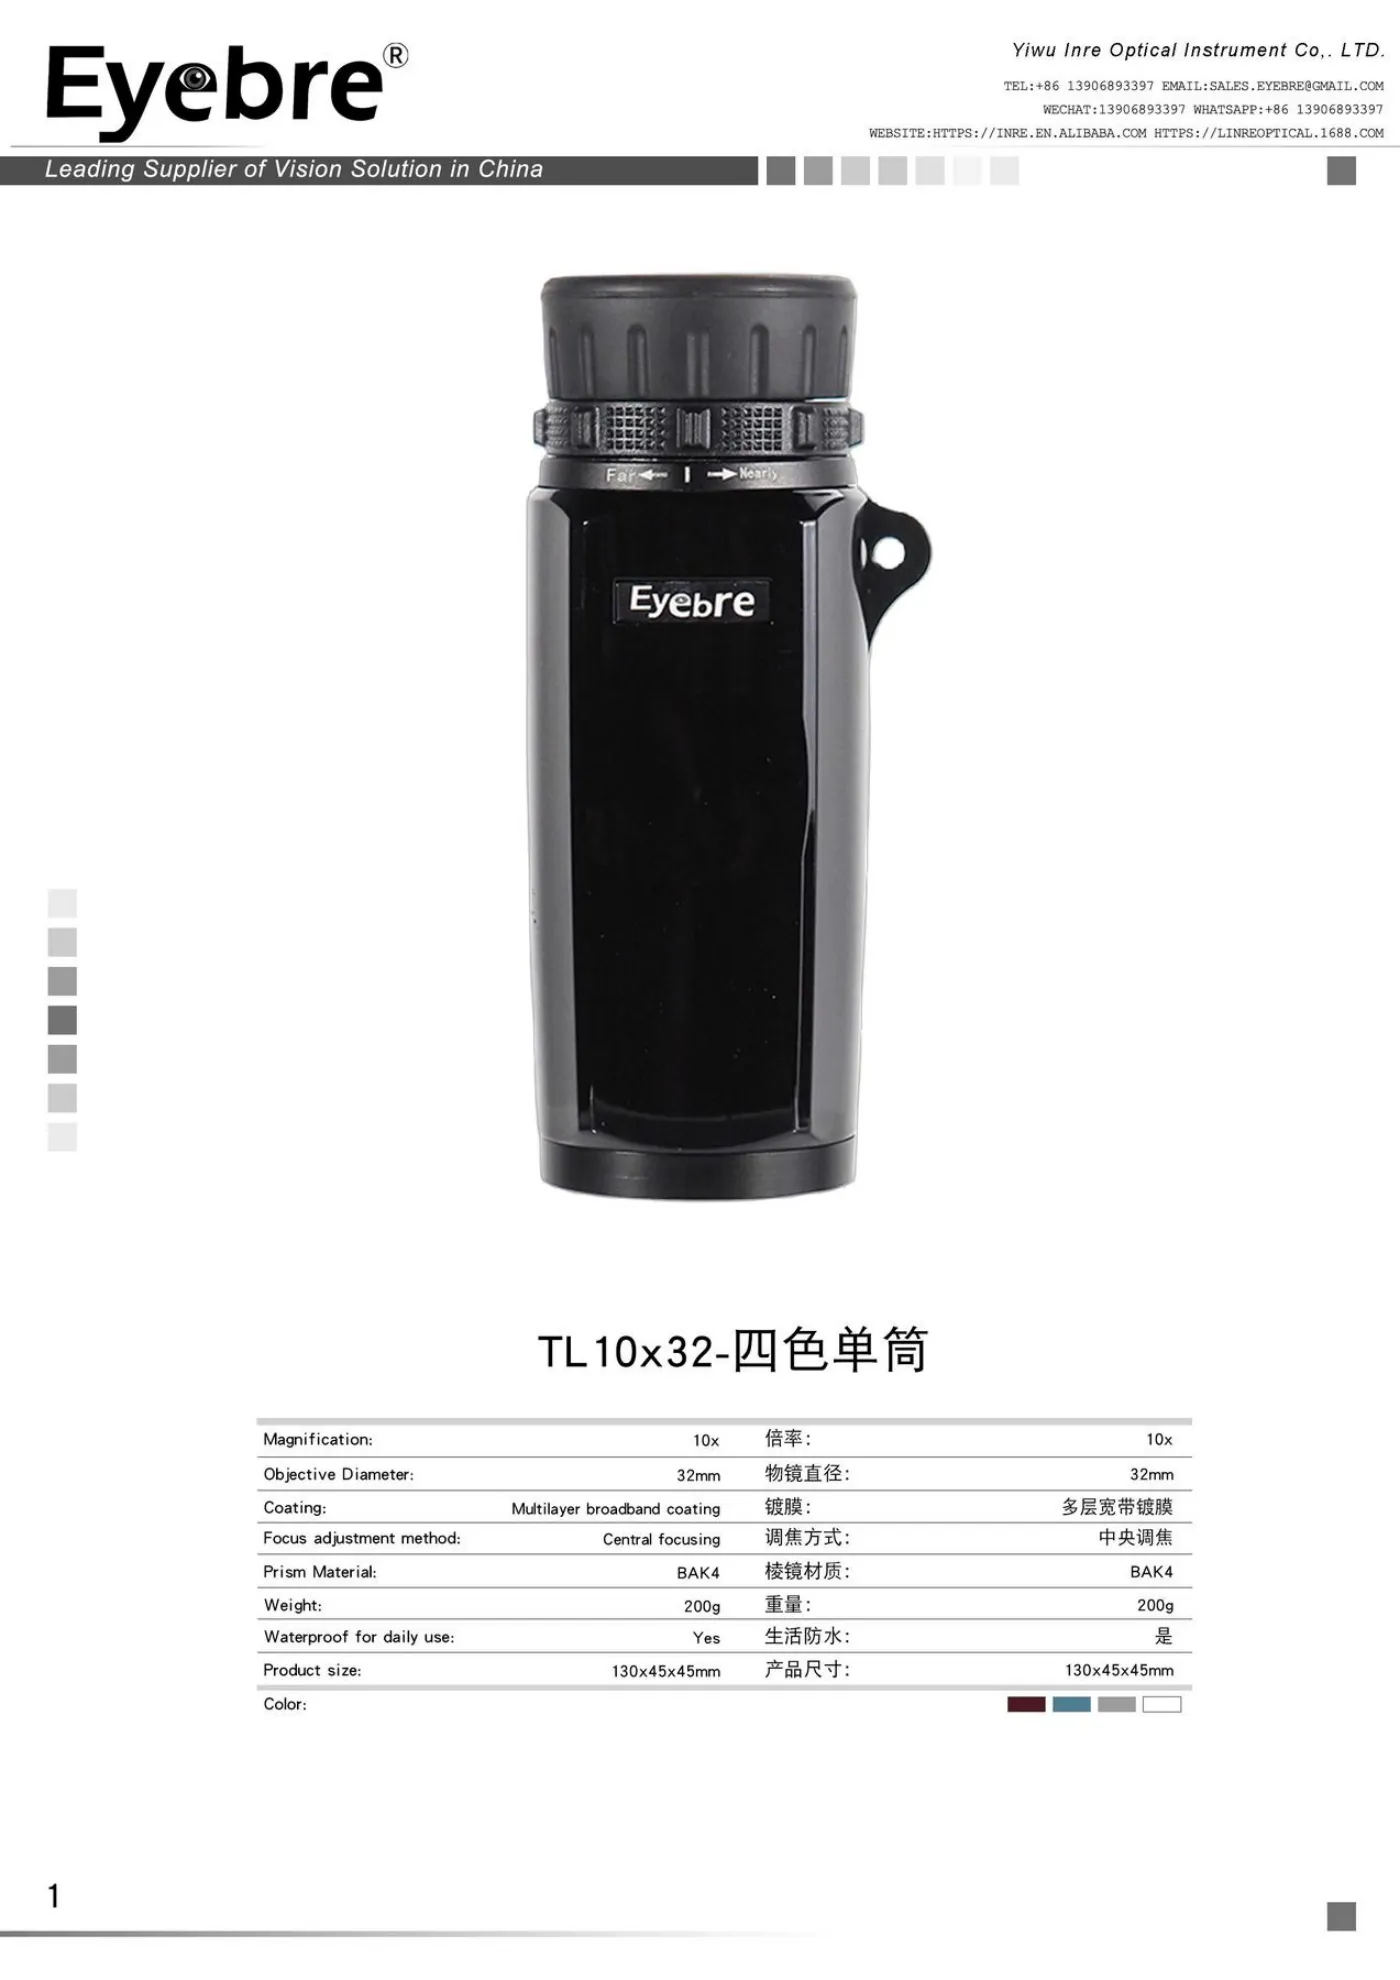 Eyebre®
Yiwu Inre Optical Instrument Co,. LTD.
TEL:+86 13906893397 EMAIL:SALES.EYEBRE@GMAIL.COM
WECHAT:13906893397 WHATSAPP:+86 13906893397
WEBSITE:HTTPS://INRE.EN.ALIBABA.COM HTTPS://LINREOPTICAL.1688.COM
Leading Supplier of Vision Solution in China
Far Nearly
Eyebre
TL10x32-四色单筒
Magnification: 10x 倍率: 10x
Objective Diameter: 32mm 物镜直径: 32mm
Coating: Multilayer broadband coating 镀膜: 多层宽带镀膜
Focus adjustment method: Central focusing 调焦方式: 中央调焦
Prism Material: BAK4 棱镜材质: BAK4
Weight: 200g 重量: 200g
Waterproof for daily use: Yes 生活防水: 是
Product size: 130x45x45mm 产品尺寸: 130x45x45mm
Color:
1